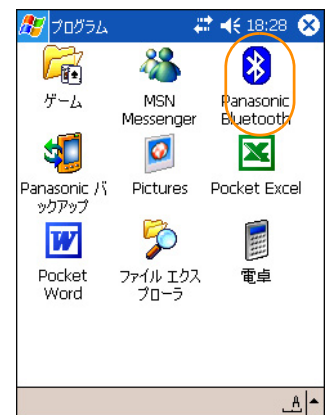 プログラム 18:28
ゲーム
MSN
Messenger
Panasonic
Bluetooth
Panasonic バ
ックアップ
Pictures
Pocket Excel
Pocket
Word
ファイル エクス
プローラ
電卓
A